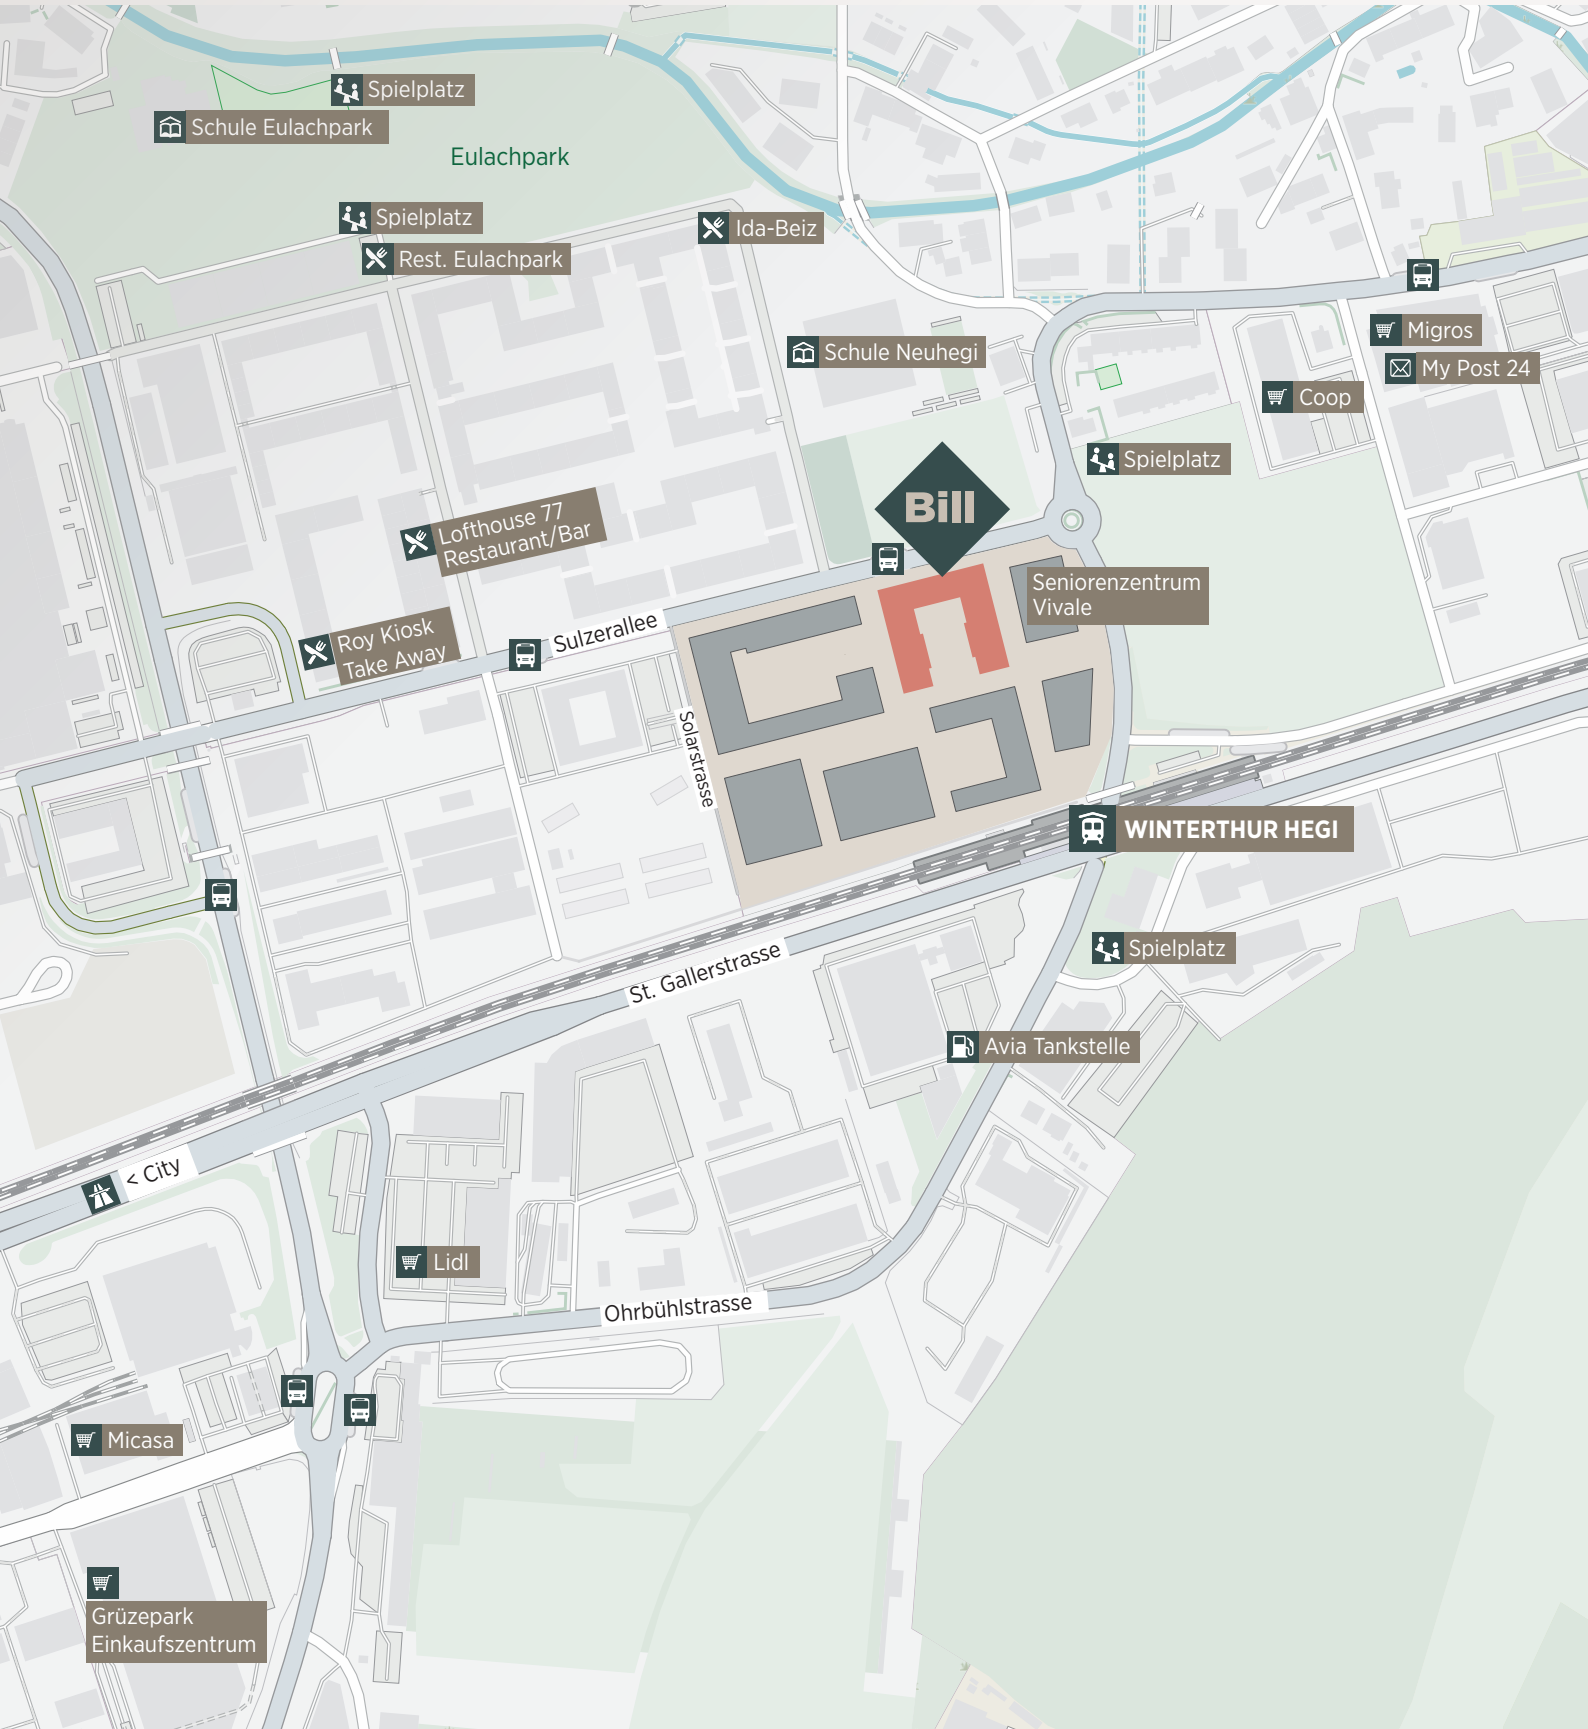 Spielplatz
Schule Eulachpark
Eulachpark
Spielplatz
Ida-Beiz
Rest. Eulachpark
Migros
Schule Neuhegi
My Post 24
Coop
Spielplatz
Bill
Lofthouse 77
Restaurant/Bar
Seniorenzentrum
Vivale
Roy Kiosk
Take Away
Sulzerallee
Solarstrasse
WINTERTHUR HEGI
Spielplatz
St. Gallerstrasse
Avia Tankstelle
< City
Lidl
Ohrbühlstrasse
Micasa
Grüzepark
Einkaufszentrum